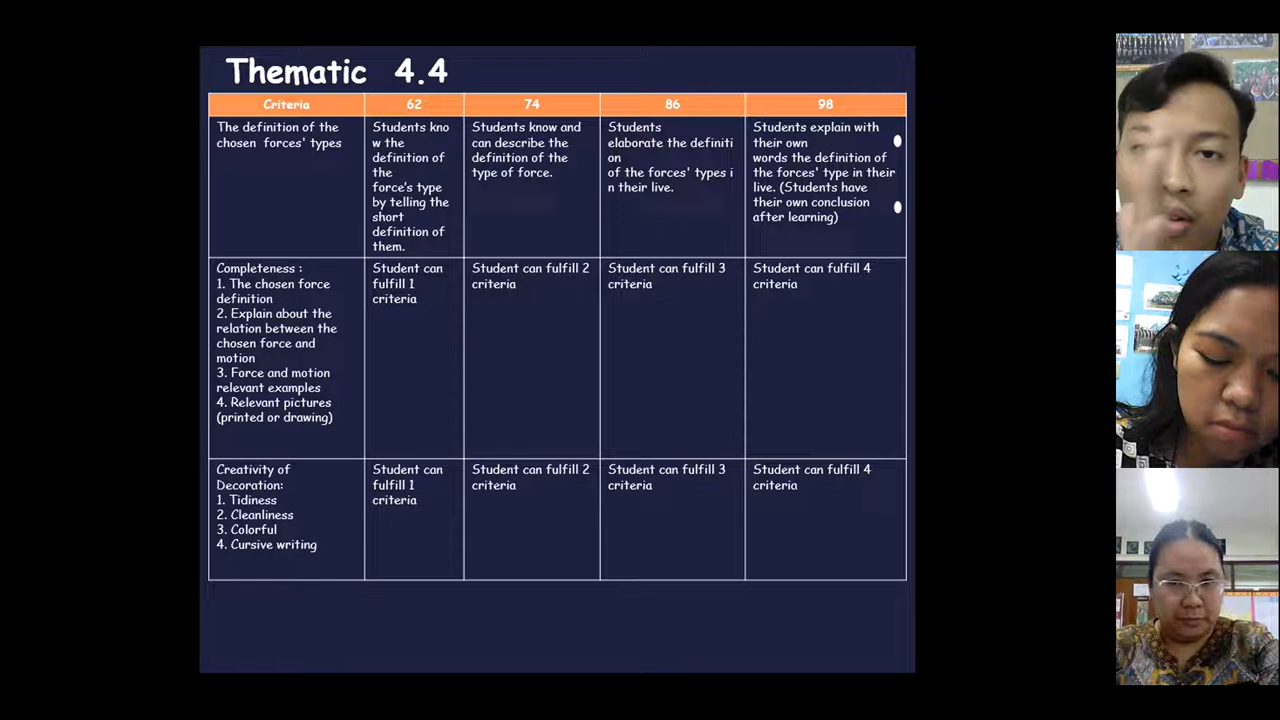 Thematic 4.4
Criteria
62
74
86
98
The definition of the
chosen forces' types
Students kno
w the
definition of
the
force's type
by telling the
short
definition of
them.
Students know and
can describe the
definition of the
type of force.
Students
elaborate the definiti
on
of the forces' types i
n their live.
Students explain with
their own
words the definition of
the forces' type in their
live. (Students have
their own conclusion
after learning)
Completeness :
1. The chosen force
definition
2. Explain about the
relation between the
chosen force and
motion
3. Force and motion
relevant examples
4. Relevant pictures
(printed or drawing)
Student can
fulfill 1
criteria
Student can fulfill 2
criteria
Student can fulfill 3
criteria
Student can fulfill 4
criteria
Creativity of
Decoration:
1. Tidiness
2. Cleanliness
3. Colorful
4. Cursive writing
Student can
fulfill 1
criteria
Student can fulfill 2
criteria
Student can fulfill 3
criteria
Student can fulfill 4
criteria